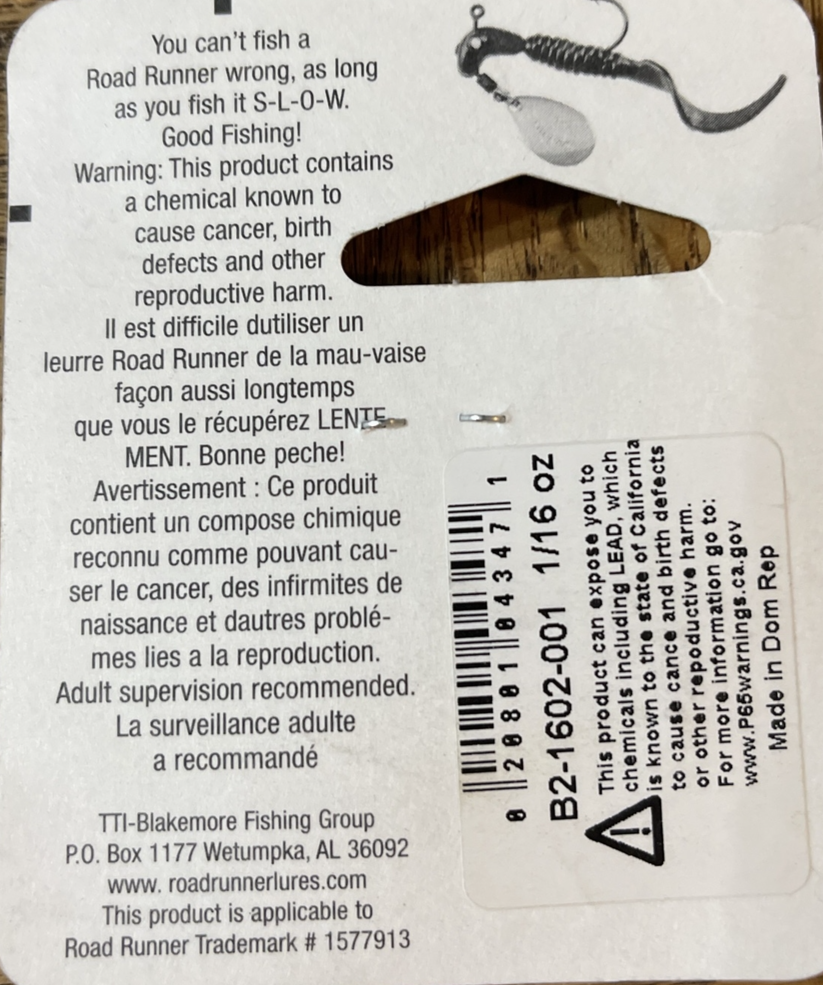 You can't fish a
Road Runner wrong, as long
as you fish it S-L-O-W.
Good Fishing!
Warning: This product contains
a chemical known to
cause cancer, birth
defects and other
reproductive harm.
Il est difficile dutiliser un
leurre Road Runner de la mau-vaise
façon aussi longtemps
que vous le récupérez LENTE
MENT. Bonne peche!
Avertissement : Ce produit
contient un compose chimique
reconnu comme pouvant cau-
ser le cancer, des infirmites de
naissance et dautres problé-
mes lies a la reproduction.
Adult supervision recommended.
La surveillance adulte
a recommandé
TTI-Blakemore Fishing Group
P.O. Box 1177 Wetumpka, AL 36092
www. roadrunnerlures.com
This product is applicable to
Road Runner Trademark # 1577913
0 20801 04347 1
B2-1602-001 1/16 oz
This product can expose you to
chemicals including LEAD, which
is known to the state of California
to cause cance and birth defects
or other reproductive harm.
For more information go to:
www.P65warnings.ca.gov
Made in Dom Rep